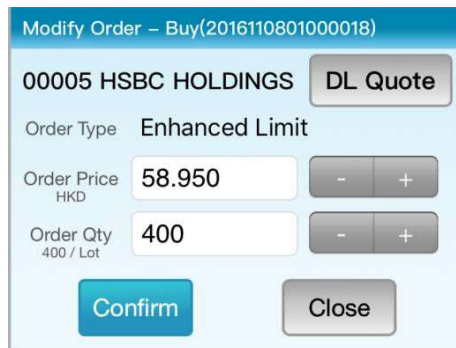 Modify Order – Buy(2016110801000018)
00005 HSBC HOLDINGS DL Quote
Order Type Enhanced Limit
Order Price 58.950 - +
HKD
Order Qty 400 - +
400 / Lot
Confirm Close